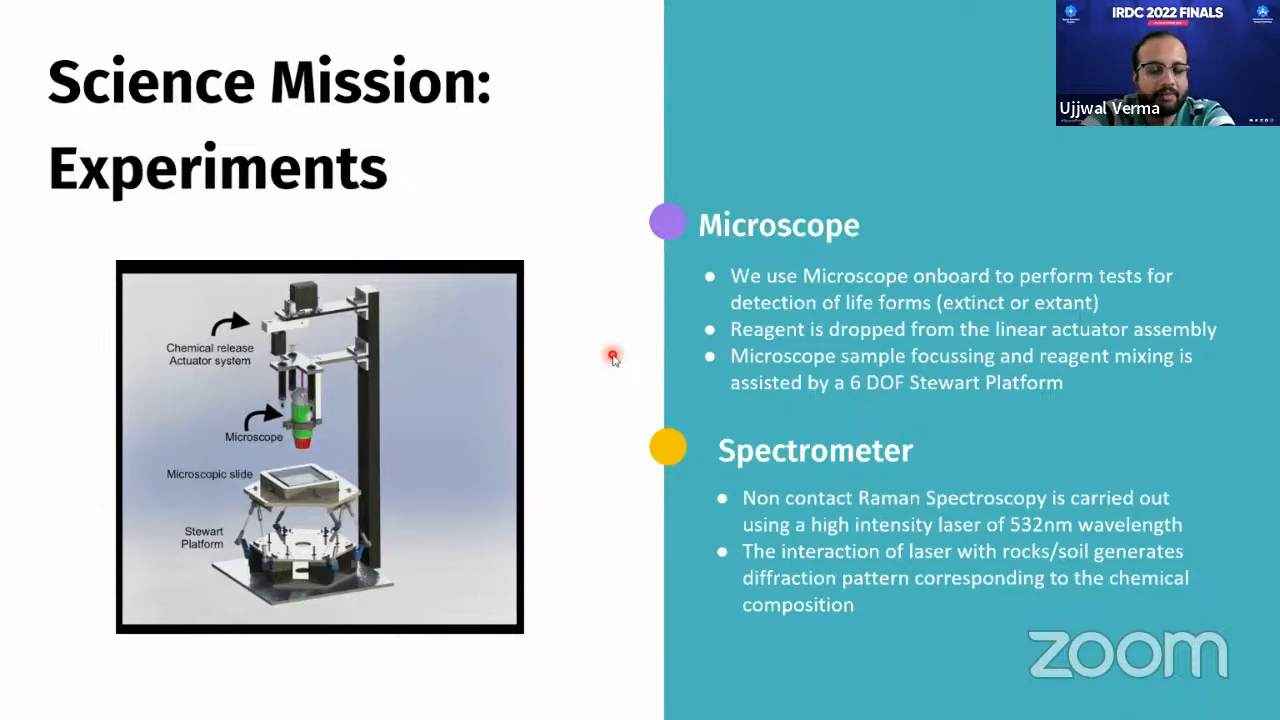 Science Mission:
Experiments
IRDC 2022 FINALS
Ujjwal Verma
Chemical release
Actuator system
Microscope
Microscopic slide
Stewart
Platform
Microscope
● We use Microscope onboard to perform tests for
detection of life forms (extinct or extant)
● Reagent is dropped from the linear actuator assembly
● Microscope sample focussing and reagent mixing is
assisted by a 6 DOF Stewart Platform
Spectrometer
● Non contact Raman Spectroscopy is carried out
using a high intensity laser of 532nm wavelength
● The interaction of laser with rocks/soil generates
diffraction pattern corresponding to the chemical
composition
zoom